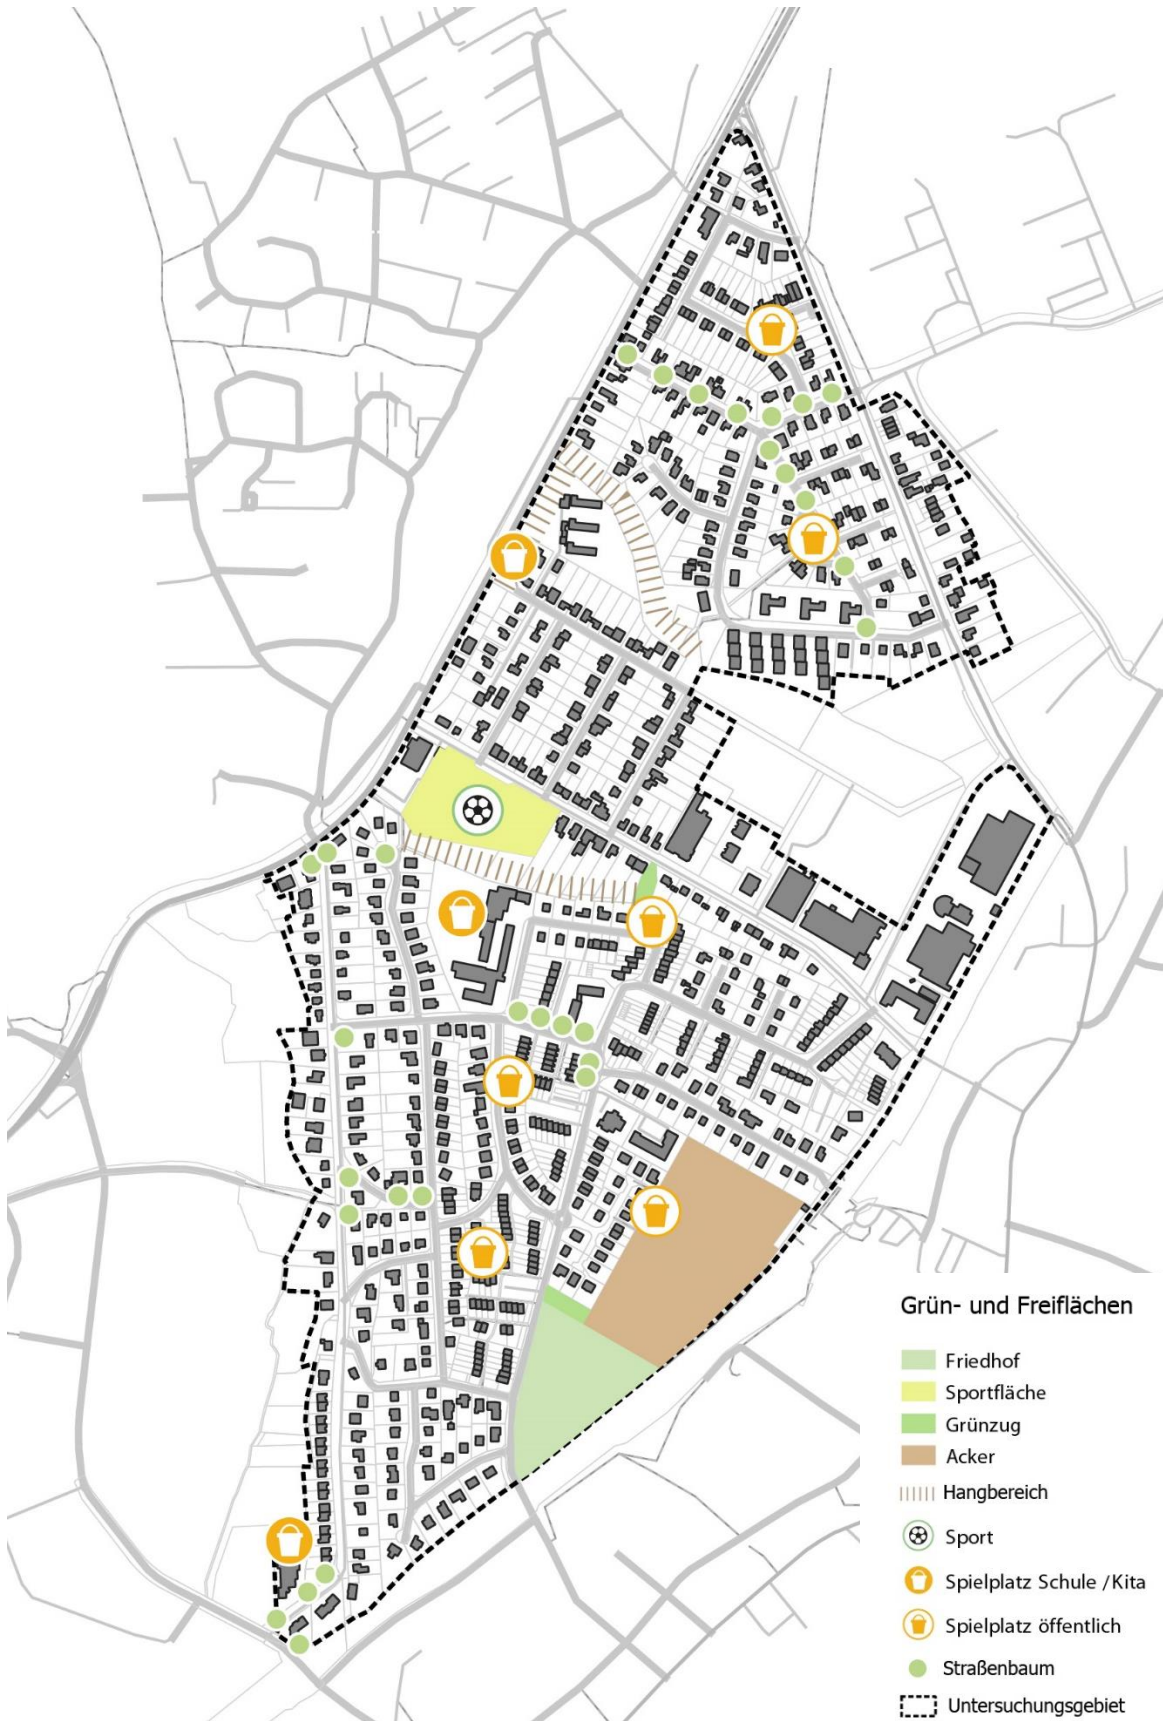 Grün- und Freiflächen
Friedhof
Sportfläche
Grünzug
Acker
Hangbereich
Sport
Spielplatz Schule /Kita
Spielplatz öffentlich
Straßenbaum
Untersuchungsgebiet